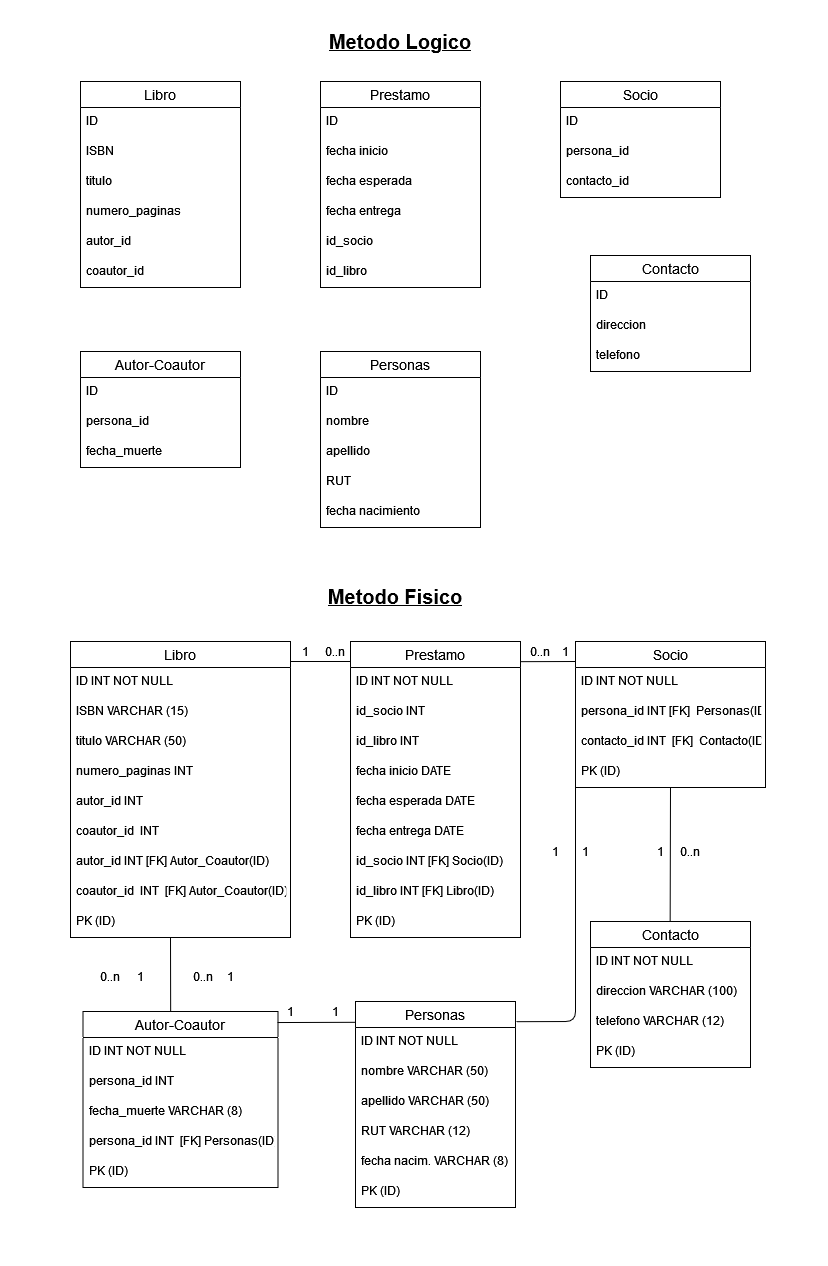 Metodo Logico
Libro
ID
ISBN
titulo
numero_paginas
autor_id
coautor_id
Prestamo
ID
fecha inicio
fecha esperada
fecha entrega
id_socio
id_libro
Socio
ID
persona_id
contacto_id
Contacto
ID
direccion
telefono
Autor-Coautor
ID
persona_id
fecha_muerte
Personas
ID
nombre
apellido
RUT
fecha nacimiento
Metodo Fisico
Libro
ID INT NOT NULL
ISBN VARCHAR (15)
titulo VARCHAR (50)
numero_paginas INT
autor_id INT
coautor_id INT
autor_id INT [FK] Autor_Coautor(ID)
coautor_id INT [FK] Autor_Coautor(ID)
PK (ID)
1 0..n
Prestamo
ID INT NOT NULL
id_socio INT
id_libro INT
fecha inicio DATE
fecha esperada DATE
fecha entrega DATE
id_socio INT [FK] Socio(ID)
id_libro INT [FK] Libro(ID)
PK (ID)
0..n 1
Socio
ID INT NOT NULL
persona_id INT [FK] Personas(ID
contacto_id INT [FK] Contacto(ID
PK (ID)
1 1
1 0..n
Contacto
ID INT NOT NULL
direccion VARCHAR (100)
telefono VARCHAR (12)
PK (ID)
0..n 1 0..n 1
Autor-Coautor
ID INT NOT NULL
persona_id INT
fecha_muerte VARCHAR (8)
persona_id INT [FK] Personas(ID
PK (ID)
1 1
Personas
ID INT NOT NULL
nombre VARCHAR (50)
apellido VARCHAR (50)
RUT VARCHAR (12)
fecha nacim. VARCHAR (8)
PK (ID)